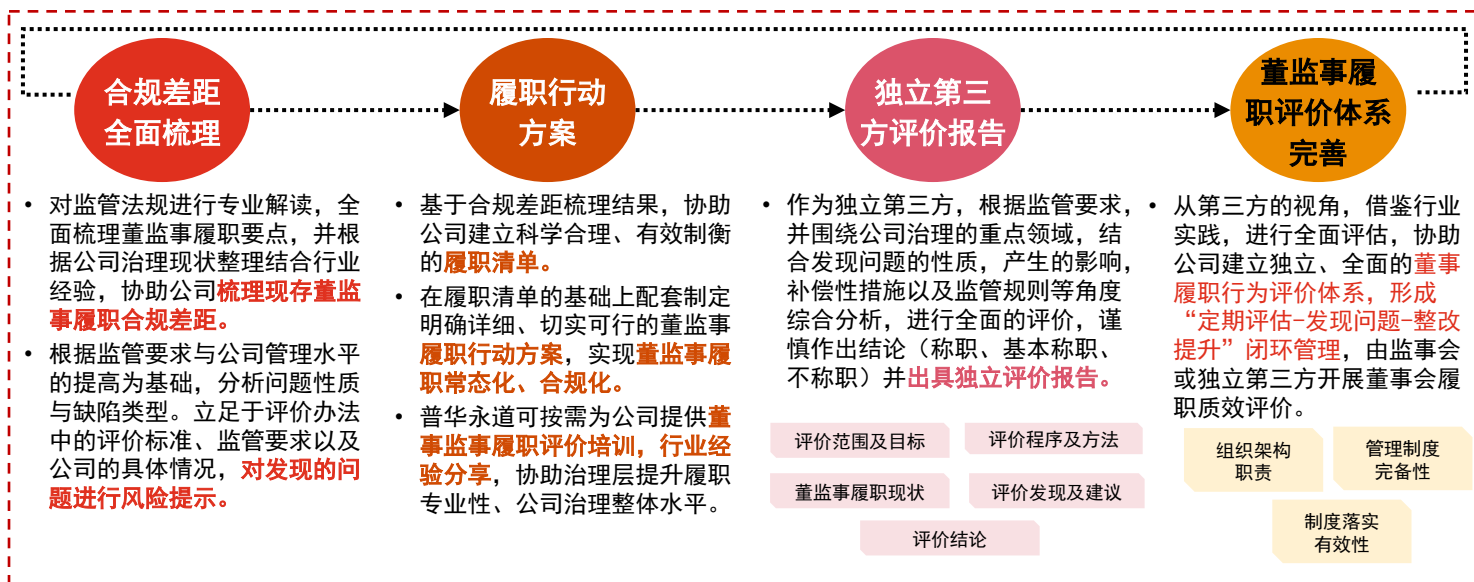 合规差距
全面梳理
履职行动
方案
独立第三
方评价报告
董监事履
职评价体系
完善
• 对监管法规进行专业解读，全
面梳理董监事履职要点，并根
据公司治理现状整理结合行业
经验，协助公司梳理现存董监
事履职合规差距。
• 根据监管要求与公司管理水平
的提高为基础，分析问题性质
与缺陷类型。立足于评价办法
中的评价标准、监管要求以及
公司的具体情况，对发现的问
题进行风险提示。
• 基于合规差距梳理结果，协助
公司建立科学合理、有效制衡
的履职清单。
• 在履职清单的基础上配套制定
明确详细、切实可行的董监事
履职行动方案，实现董监事履
职常态化、合规化。
• 普华永道可按需为公司提供董
事监事履职评价培训，行业经
验分享，协助治理层提升履职
专业性、公司治理整体水平。
• 作为独立第三方，根据监管要求，
并围绕公司治理的重点领域，结
合发现问题的性质，产生的影响，
补偿性措施以及监管规则等角度
综合分析，进行全面的评价，谨
慎作出结论（称职、基本称职、
不称职）并出具独立评价报告。
评价范围及目标
评价程序及方法
董监事履职现状
评价发现及建议
评价结论
• 从第三方的视角，借鉴行业
实践，进行全面评估，协助
公司建立独立、全面的董事
履职行为评价体系，形成
“定期评估-发现问题-整改
提升”闭环管理，由监事会
或独立第三方开展董事会履
职质效评价。
组织架构
职责
管理制度
完备性
制度落实
有效性